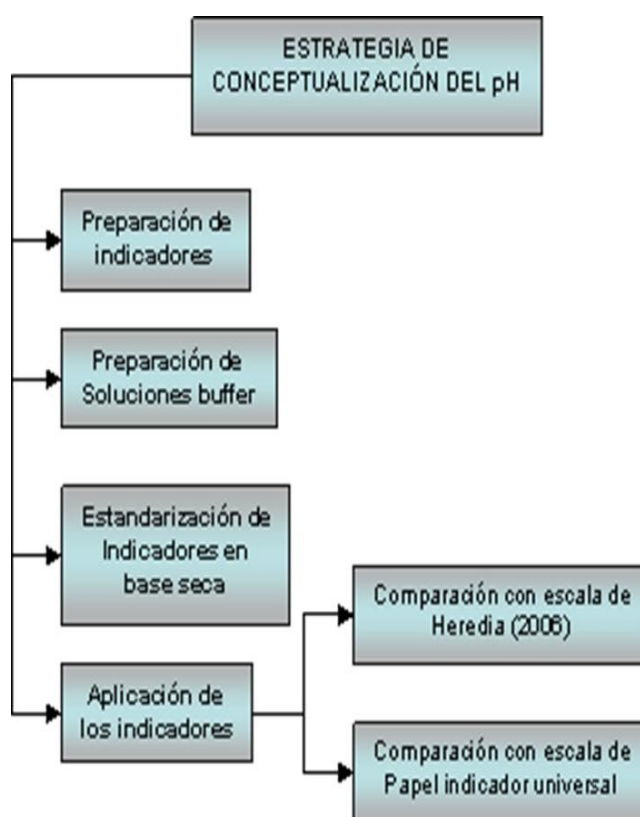 ESTRATEGIA DE
CONCEPTUALIZACIÓN DEL pH
Preparación de
indicadores
Preparación de
Soluciones buffer
Estandarización de
Indicadores en
base seca
Aplicación de
los indicadores
Comparación con escala de
Heredia (2006)
Comparación con escala de
Papel indicador universal